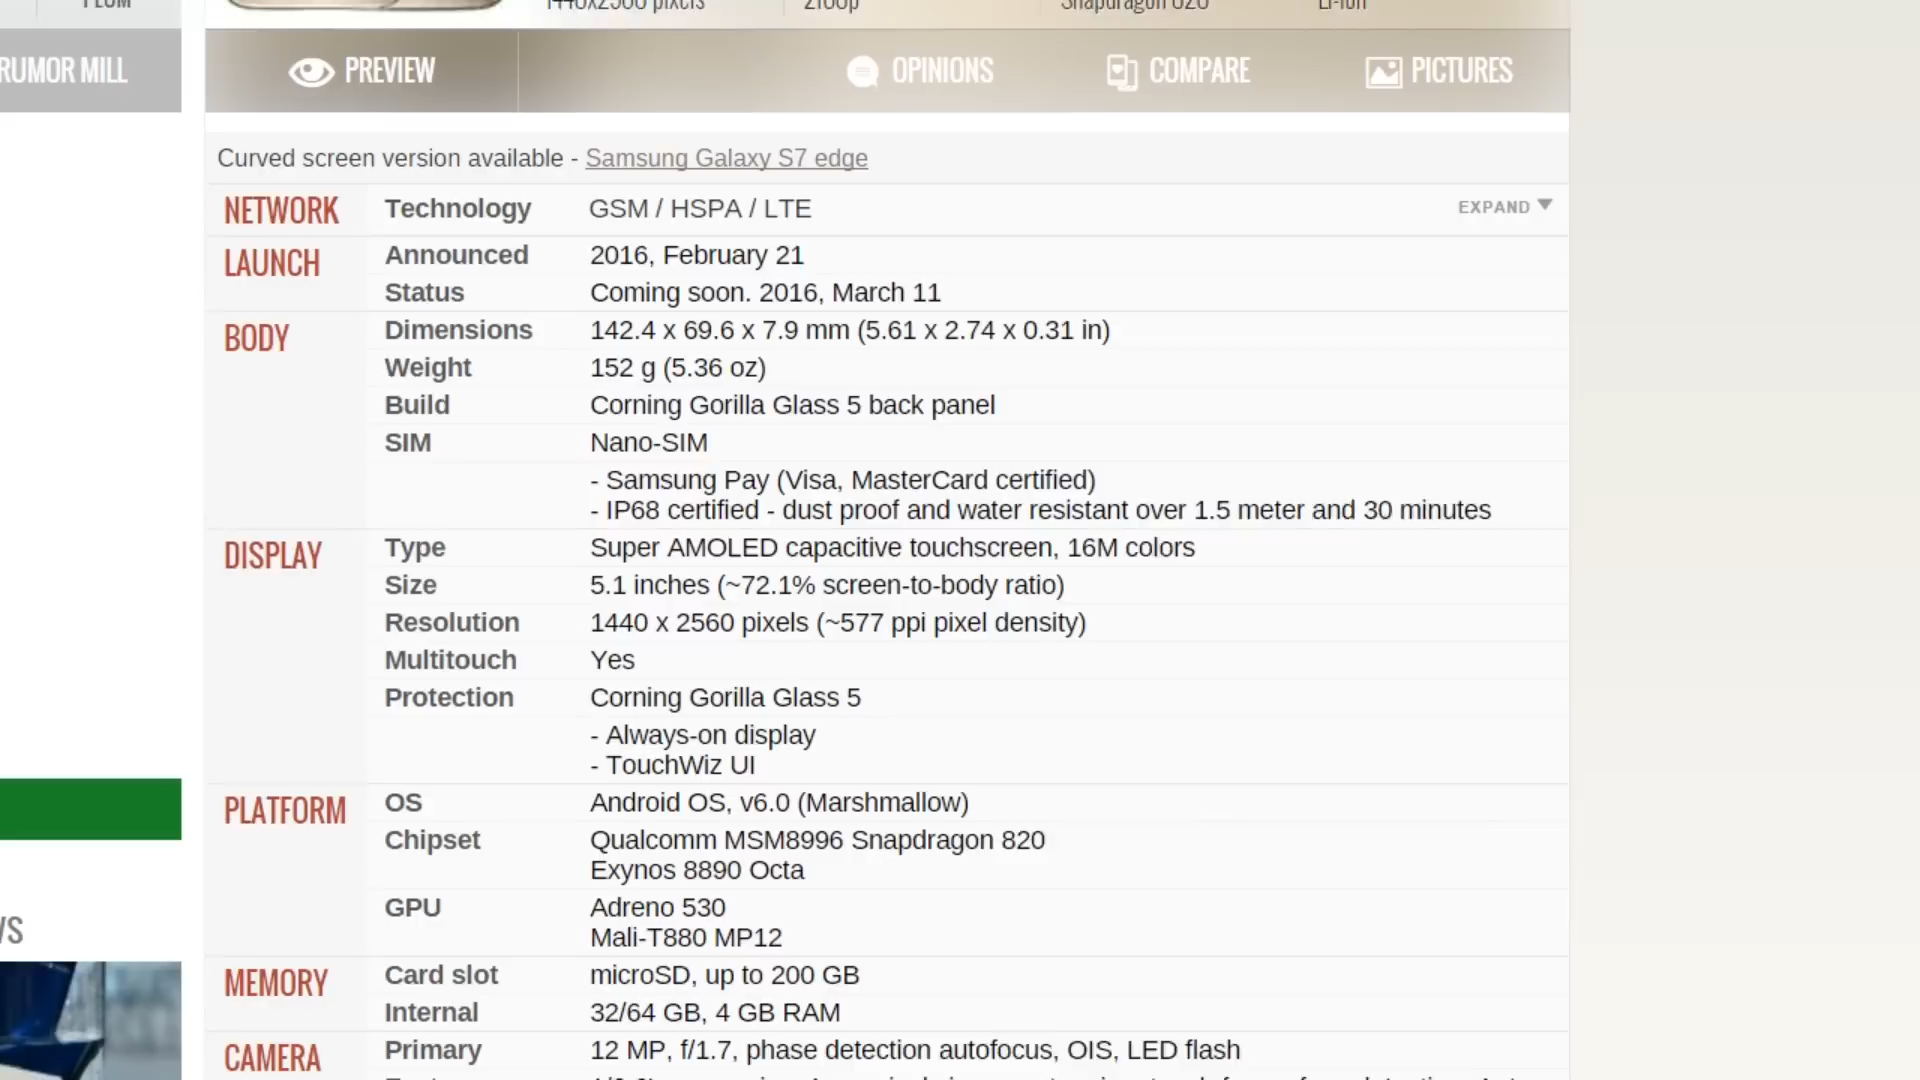 1440x2560 pixels 2160p Snapdragon 820 Li-Ion
RUMOR MILL
PREVIEW OPINIONS COMPARE PICTURES
Curved screen version available - Samsung Galaxy S7 edge
NETWORK Technology GSM / HSPA / LTE EXPAND
LAUNCH Announced 2016, February 21
Status Coming soon. 2016, March 11
BODY Dimensions 142.4 x 69.6 x 7.9 mm (5.61 x 2.74 x 0.31 in)
Weight 152 g (5.36 oz)
Build Corning Gorilla Glass 5 back panel
SIM Nano-SIM
- Samsung Pay (Visa, MasterCard certified)
- IP68 certified - dust proof and water resistant over 1.5 meter and 30 minutes
DISPLAY Type Super AMOLED capacitive touchscreen, 16M colors
Size 5.1 inches (~72.1% screen-to-body ratio)
Resolution 1440 x 2560 pixels (~577 ppi pixel density)
Multitouch Yes
Protection Corning Gorilla Glass 5
- Always-on display
- TouchWiz UI
PLATFORM OS Android OS, v6.0 (Marshmallow)
Chipset Qualcomm MSM8996 Snapdragon 820
Exynos 8890 Octa
GPU Adreno 530
Mali-T880 MP12
MEMORY Card slot microSD, up to 200 GB
Internal 32/64 GB, 4 GB RAM
CAMERA Primary 12 MP, f/1.7, phase detection autofocus, OIS, LED flash